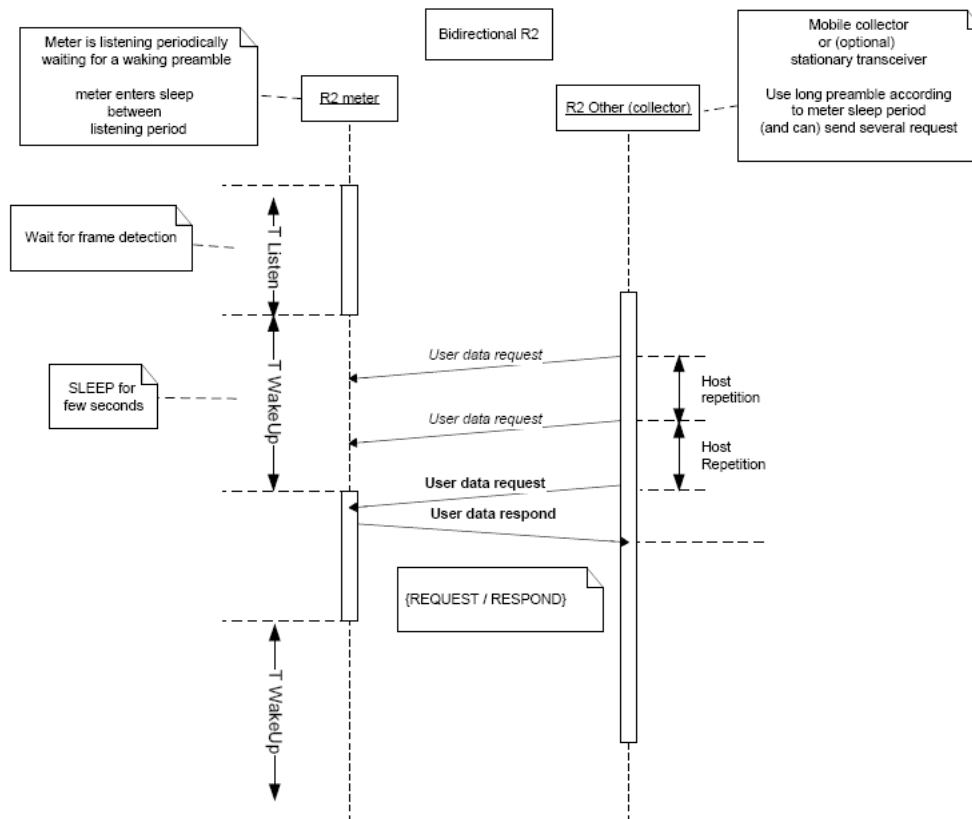 Bidirectional R2
Meter is listening periodically
waiting for a waking preamble
meter enters sleep
between
listening period
R2 meter
R2 Other (collector)
Mobile collector
or (optional)
stationary transceiver
Use long preamble according
to meter sleep period
(and can) send several request
Wait for frame detection
T Listen
SLEEP for
few seconds
T WakeUp
User data request
Host
repetition
User data request
Host
Repetition
User data request
User data respond
{REQUEST / RESPOND}
T WakeUp